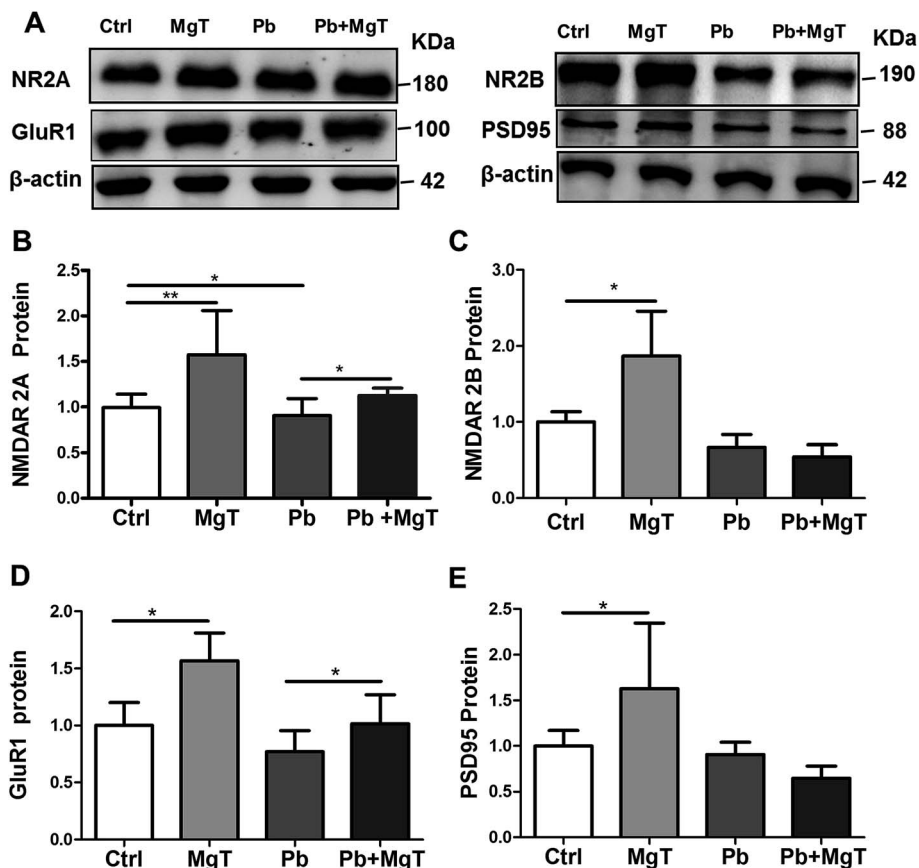 A
Ctrl MgT Pb Pb+MgT KDa
NR2A 180
GluR1 100
β-actin 42
Ctrl MgT Pb Pb+MgT KDa
NR2B 190
PSD95 88
β-actin 42
B
NMDAR 2A Protein
2.5
2.0
1.5
1.0
0.5
0.0
*
**
*
Ctrl MgT Pb Pb +MgT
C
NMDAR 2B Protein
3.0
2.0
1.0
0.0
*
Ctrl MgT Pb Pb+MgT
D
GluR1 protein
2.0
1.5
1.0
0.5
0.0
*
*
Ctrl MgT Pb Pb+MgT
E
PSD95 Protein
2.5
2.0
1.5
1.0
0.5
0.0
*
Ctrl MgT Pb Pb+MgT